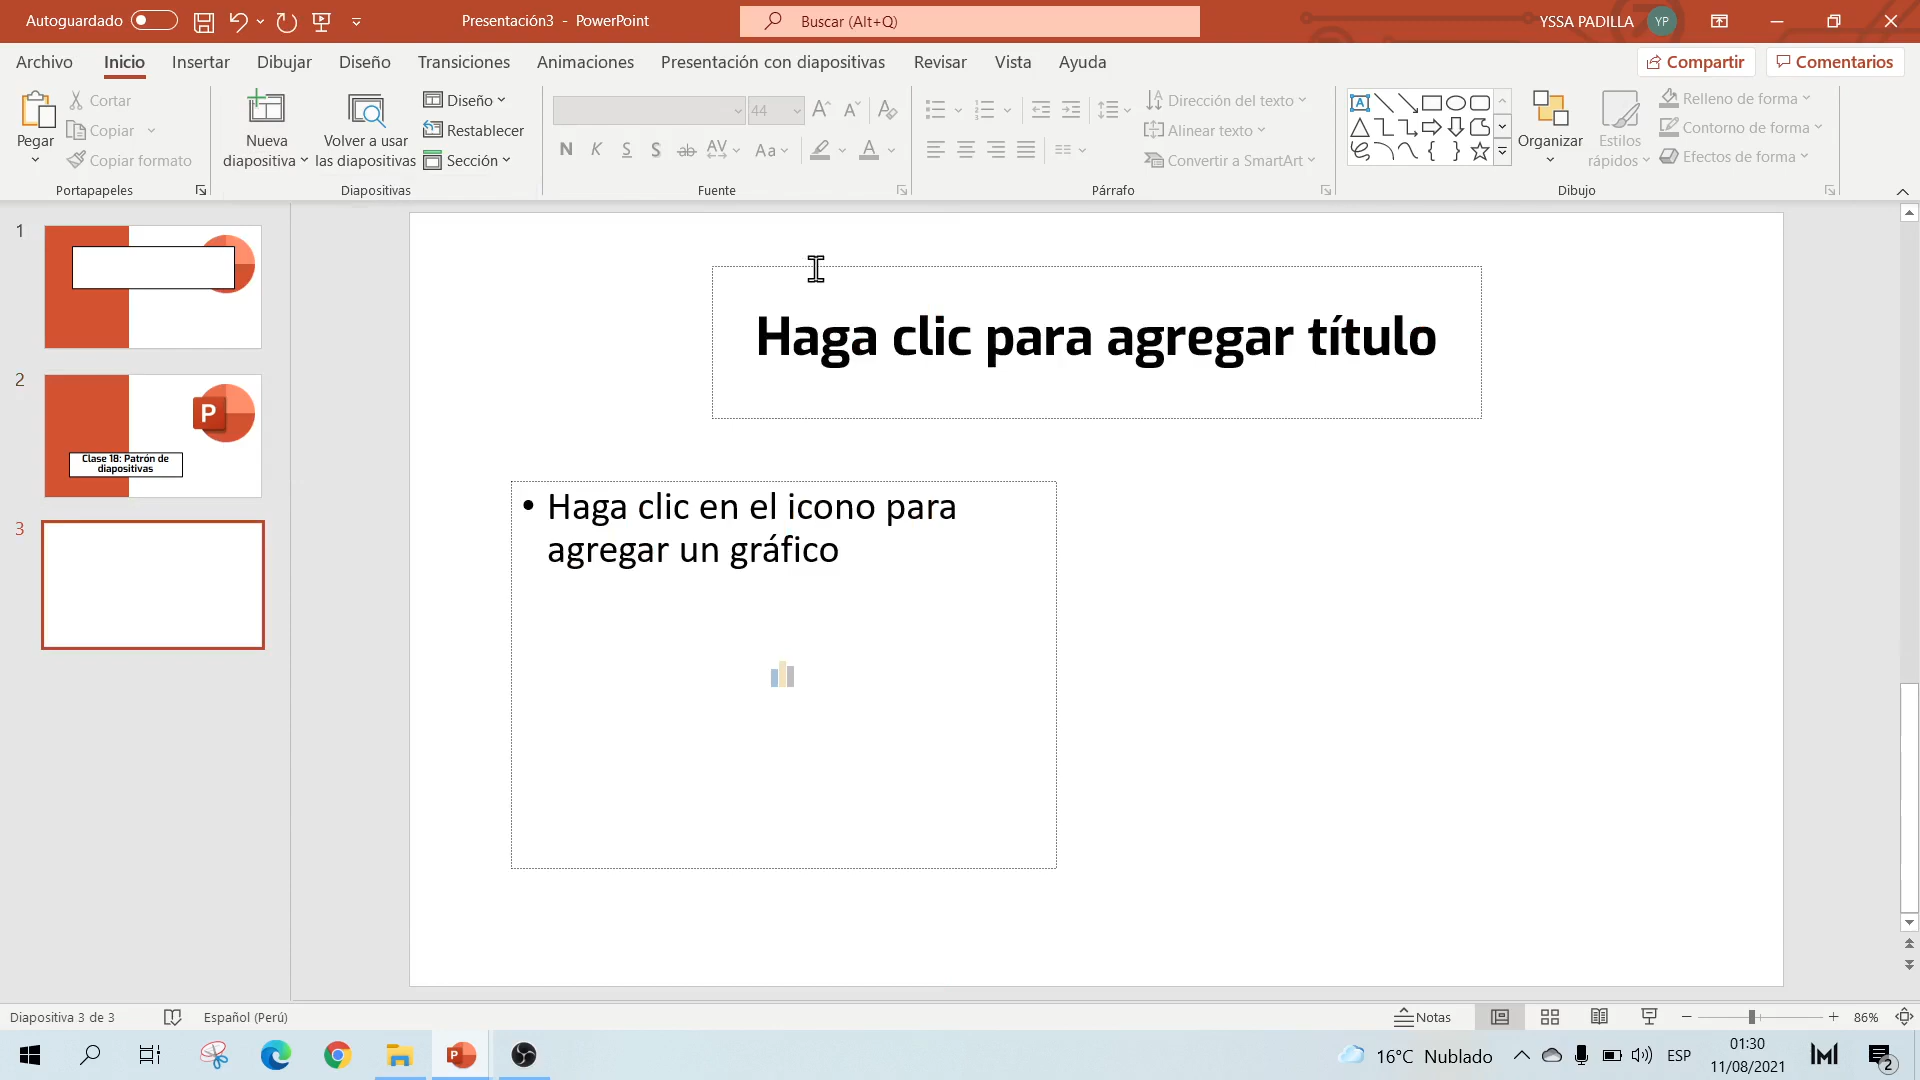 Autoguardado
Presentación3 - PowerPoint
Buscar (Alt+Q)
YSSA PADILLA
YP
Archivo Inicio Insertar Dibujar Diseño Transiciones Animaciones Presentación con diapositivas Revisar Vista Ayuda
Compartir
Comentarios
Pegar
Cortar
Copiar
Copiar formato
Portapapeles
Nueva
diapositiva
Volver a usar
las diapositivas
Diseño
Restablecer
Sección
Diapositivas
44
N K S S ab AV Aa A
Fuente
Dirección del texto
Alinear texto
Convertir a SmartArt
Párrafo
Organizar
Estilos
rápidos
Relleno de forma
Contorno de forma
Efectos de forma
Dibujo
1
2
P
Clase 18: Patrón de
diapositivas
3
Haga clic para agregar título
• Haga clic en el icono para
agregar un gráfico
Diapositiva 3 de 3
Español (Perú)
Notas
86%
16°C Nublado
ESP
01:30
11/08/2021
2